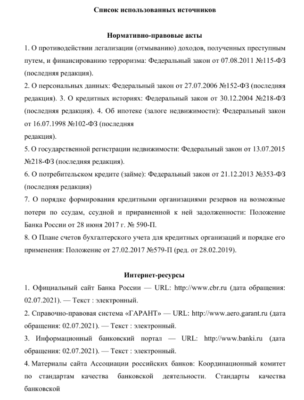 Список использованных источников
Нормативно-правовые акты
1. О противодействии легализации (отмыванию) доходов, полученных преступным
путем, и финансированию терроризма: Федеральный закон от 07.08.2011 №115-ФЗ
(последняя редакция).
2. О персональных данных: Федеральный закон от 27.07.2006 №152-ФЗ (последняя
редакция). 3. О кредитных историях: Федеральный закон от 30.12.2004 №218-ФЗ
(последняя редакция). 4. Об ипотеке (залоге недвижимости): Федеральный закон
от 16.07.1998 №102-ФЗ (последняя
редакция).
5. О государственной регистрации недвижимости: Федеральный закон от 13.07.2015
№218-ФЗ (последняя редакция).
6. О потребительском кредите (займе): Федеральный закон от 21.12.2013 №353-ФЗ
(последняя редакция)
7. О порядке формирования кредитными организациями резервов на возможные
потери по ссудам, ссудной и приравненной к ней задолженности: Положение
Банка России от 28 июня 2017 г. № 590-П.
8. О Плане счетов бухгалтерского учета для кредитных организаций и порядке его
применения: Положение от 27.02.2017 №579-П (ред. от 28.02.2019).
Интернет-ресурсы
1. Официальный сайт Банка России — URL: http://www.cbr.ru (дата обращения:
02.07.2021). — Текст : электронный.
2. Справочно-правовая система «ГАРАНТ» — URL: http://www.aero.garant.ru (дата
обращения: 02.07.2021). — Текст : электронный.
3. Информационный банковский портал — URL: http://www.banki.ru (дата
обращения: 02.07.2021). — Текст : электронный.
4. Материалы сайта Ассоциации российских банков: Координационный комитет
по стандартам качества банковской деятельности. Стандарты качества
банковской